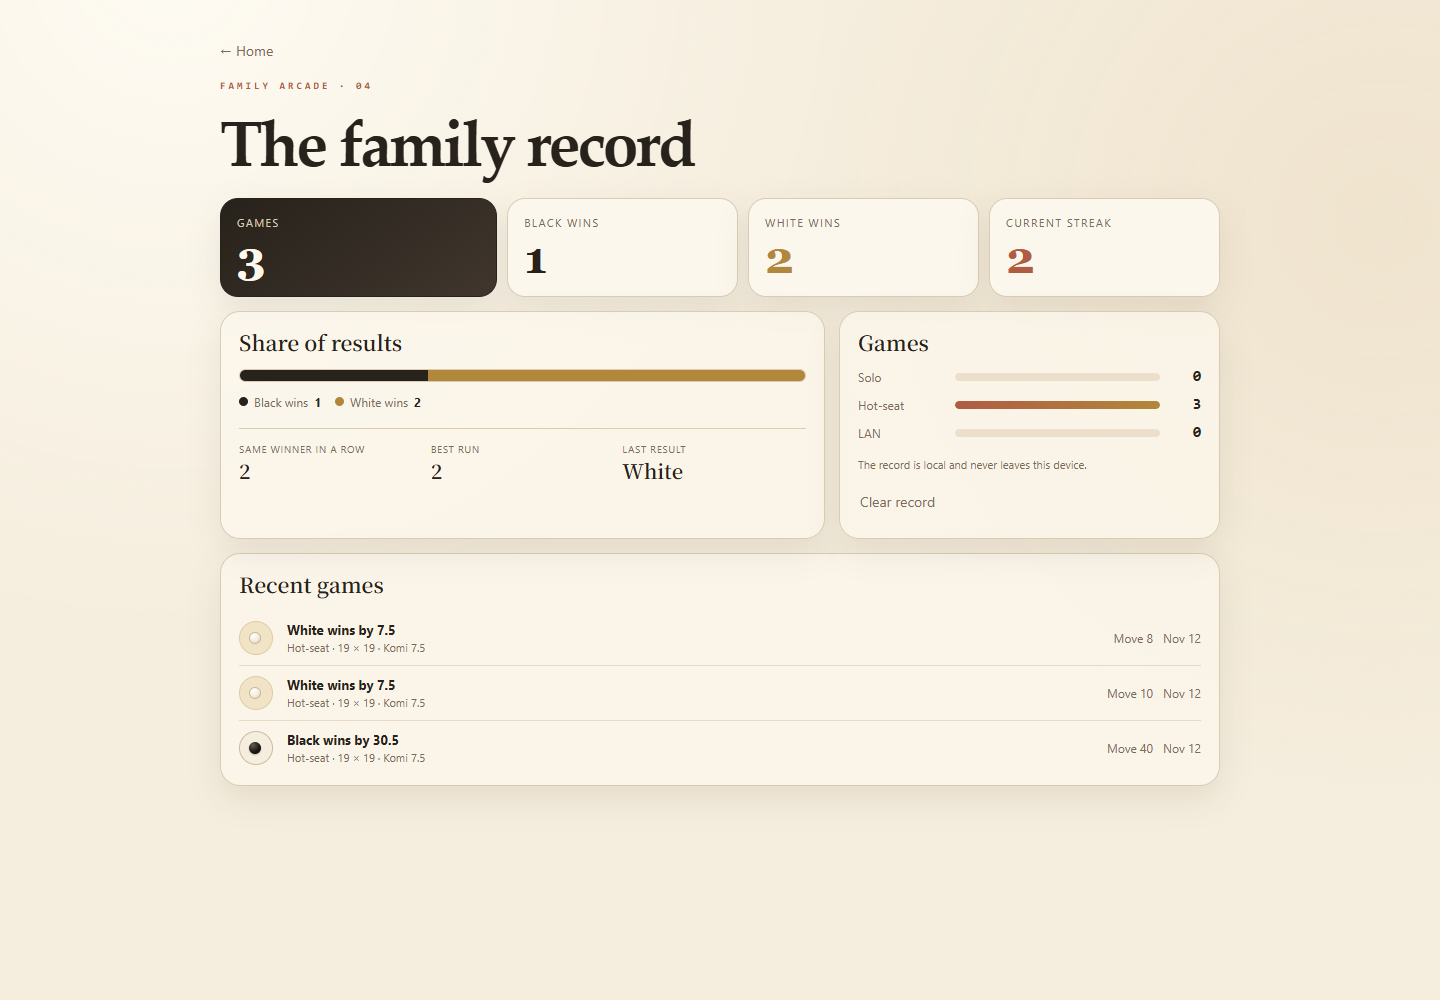 ← Home
FAMILY ARCADE · 04
The family record
GAMES
3
BLACK WINS
1
WHITE WINS
2
CURRENT STREAK
2
Share of results
Black wins 1 White wins 2
SAME WINNER IN A ROW
2
BEST RUN
2
LAST RESULT
White
Games
Solo 0
Hot-seat 3
LAN 0
The record is local and never leaves this device.
Clear record
Recent games
White wins by 7.5
Hot-seat · 19 × 19 · Komi 7.5
Move 8 Nov 12
White wins by 7.5
Hot-seat · 19 × 19 · Komi 7.5
Move 10 Nov 12
Black wins by 30.5
Hot-seat · 19 × 19 · Komi 7.5
Move 40 Nov 12